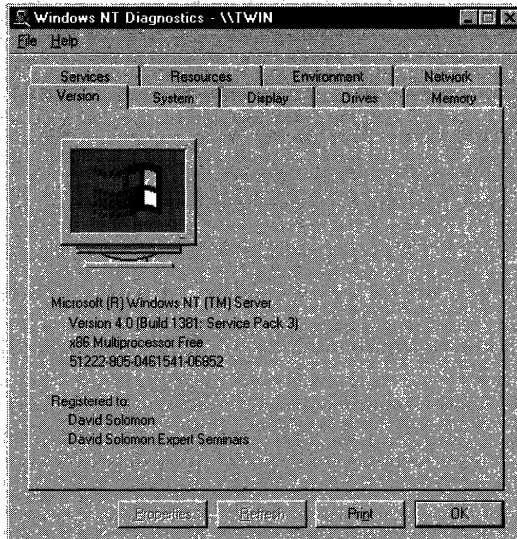 Windows NT Diagnostics - \\TWIN
File Help
Services Resources Environment Network
Version System Display Drives Memory
Microsoft (R) Windows NT (TM) Server
Version 4.0 (Build 1381: Service Pack 3)
x86 Multiprocessor Free
51222-805-0461541-06852
Registered to:
David Solomon
David Solomon Expert Seminars
Properties Refresh Print OK